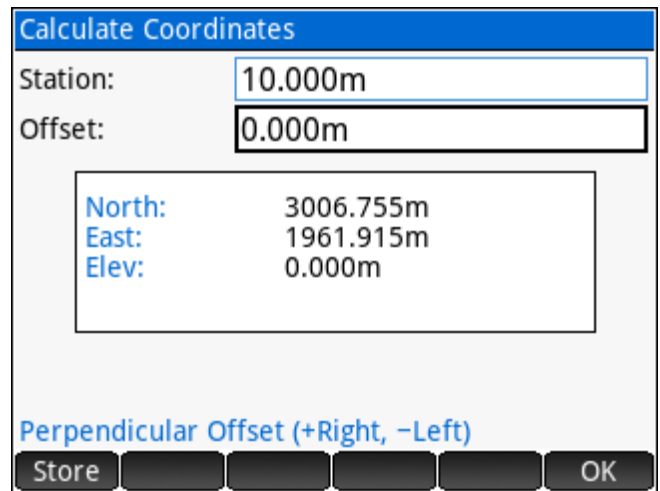 Calculate Coordinates
Station: 10.000m
Offset: 0.000m
North: 3006.755m
East: 1961.915m
Elev: 0.000m
Perpendicular Offset (+Right, −Left)
Store OK